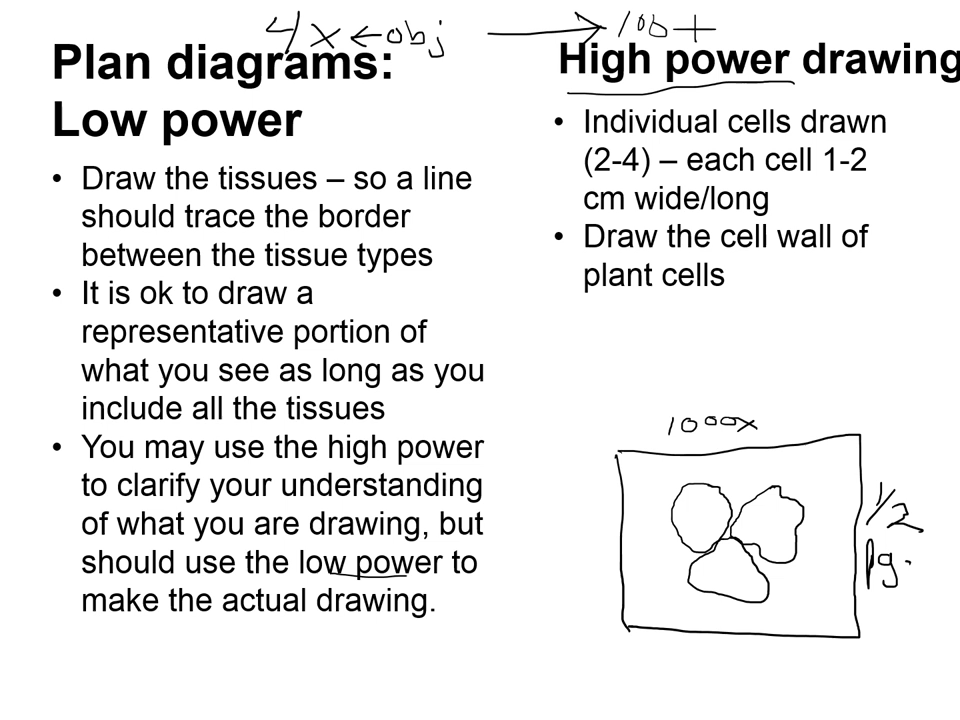 4x ← obj → 100+
Plan diagrams:
Low power
• Draw the tissues – so a line
should trace the border
between the tissue types
• It is ok to draw a
representative portion of
what you see as long as you
include all the tissues
• You may use the high power
to clarify your understanding
of what you are drawing, but
should use the low power to
make the actual drawing.
High power drawing
• Individual cells drawn
(2-4) – each cell 1-2
cm wide/long
• Draw the cell wall of
plant cells
1000x
1/2
pg.